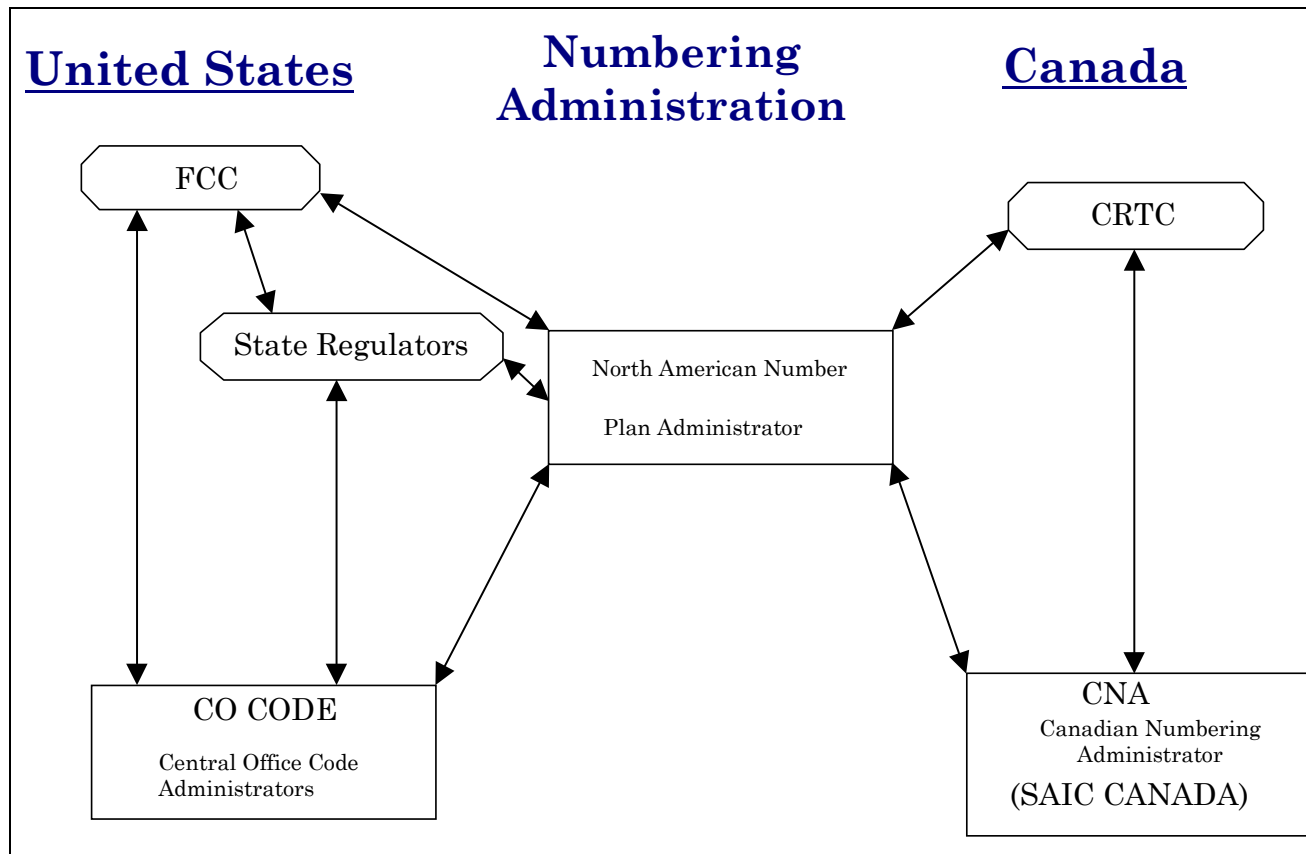 United States
Numbering
Administration
Canada
FCC
CRTC
State Regulators
North American Number
Plan Administrator
CO CODE
Central Office Code
Administrators
CNA
Canadian Numbering
Administrator
(SAIC CANADA)